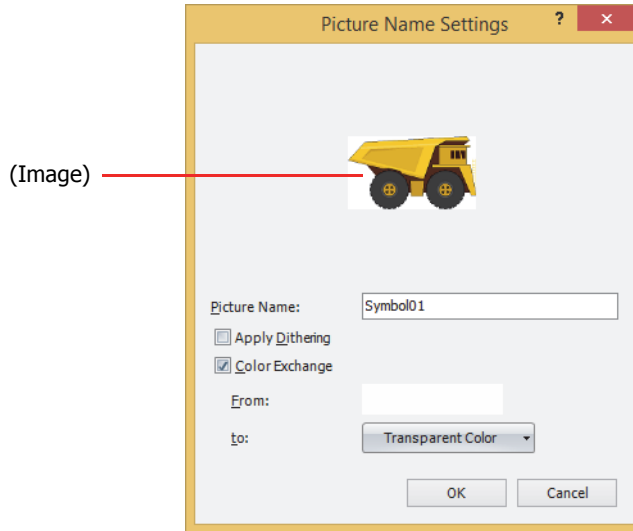 Picture Name Settings
?
×
(Image)
Picture Name:
Symbol01
Apply Dithering
Color Exchange
From:
to:
Transparent Color
OK
Cancel